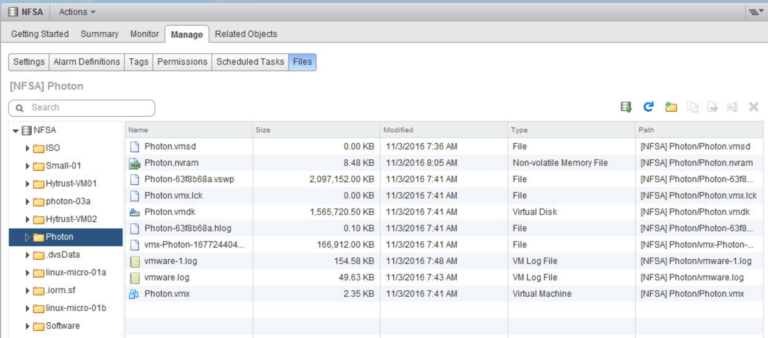 NFSA Actions
Getting Started Summary Monitor Manage Related Objects
Settings Alarm Definitions Tags Permissions Scheduled Tasks Files
[NFSA] Photon
Search
NFSA
ISO
Small-01
Hytrust-VM01
photon-03a
Hytrust-VM02
Photon
.dvsData
linux-micro-01a
.iorm.sf
linux-micro-01b
Software
Name Size Modified Type Path
Photon.vmsd 0.00 KB 11/3/2016 7:36 AM File [NFSA] Photon/Photon.vmsd
Photon.nvram 8.48 KB 11/3/2016 8:05 AM Non-volatile Memory File [NFSA] Photon/Photon.nvram
Photon-63f8b68a.vswp 2,097,152.00 KB 11/3/2016 7:41 AM File [NFSA] Photon/Photon-63f8...
Photon.vmx.lck 0.00 KB 11/3/2016 7:41 AM File [NFSA] Photon/Photon.vmx.lck
Photon.vmdk 1,565,720.50 KB 11/3/2016 7:41 AM Virtual Disk [NFSA] Photon/Photon.vmdk
Photon-63f8b68a.hlog 0.10 KB 11/3/2016 7:41 AM File [NFSA] Photon/Photon-63f8...
vmx-Photon-167724404... 166,912.00 KB 11/3/2016 7:41 AM File [NFSA] Photon/vmx-Photon-...
vmware-1.log 154.58 KB 11/3/2016 7:48 AM VM Log File [NFSA] Photon/vmware-1.log
vmware.log 49.63 KB 11/3/2016 7:43 AM VM Log File [NFSA] Photon/vmware.log
Photon.vmx 2.35 KB 11/3/2016 7:41 AM Virtual Machine [NFSA] Photon/Photon.vmx